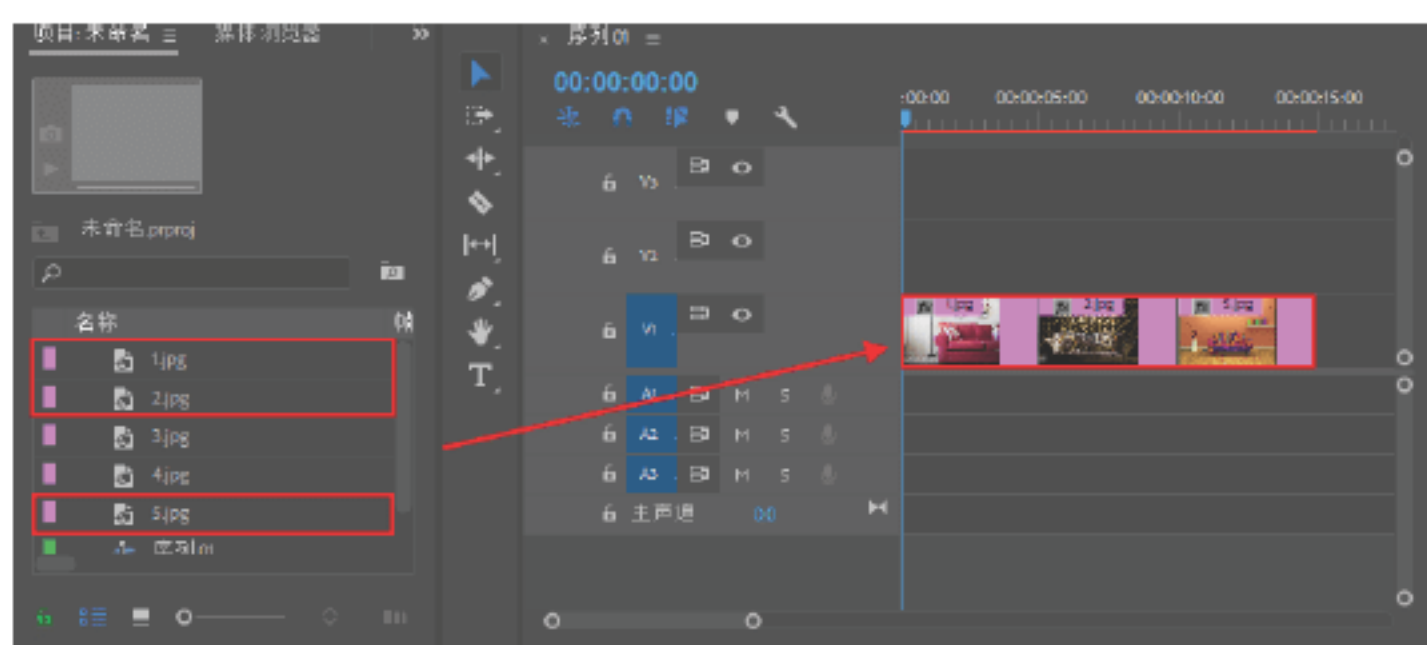 项目:未命名
媒体浏览器
序列01
00:00:00:00
:00:00
00:00:05:00
00:00:10:00
00:00:15:00
未命名.prproj
V3
V2
V1
名称
帧
1.jpg
2.jpg
3.jpg
4.jpg
5.jpg
序列01
1.jpg
2.jpg
5.jpg
T
A1 M S
A2 M S
A3 M S
主声道 0.0